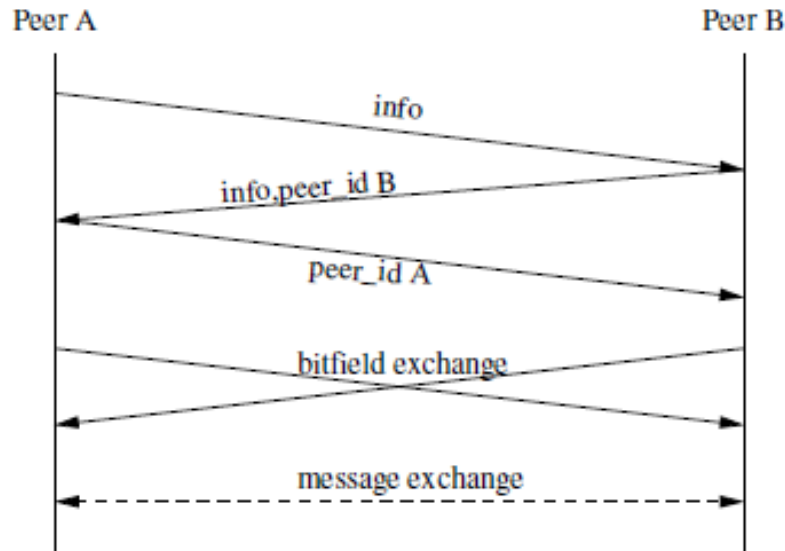 Peer A
Peer B
info
info,peer_id B
peer_id A
bitfield exchange
message exchange